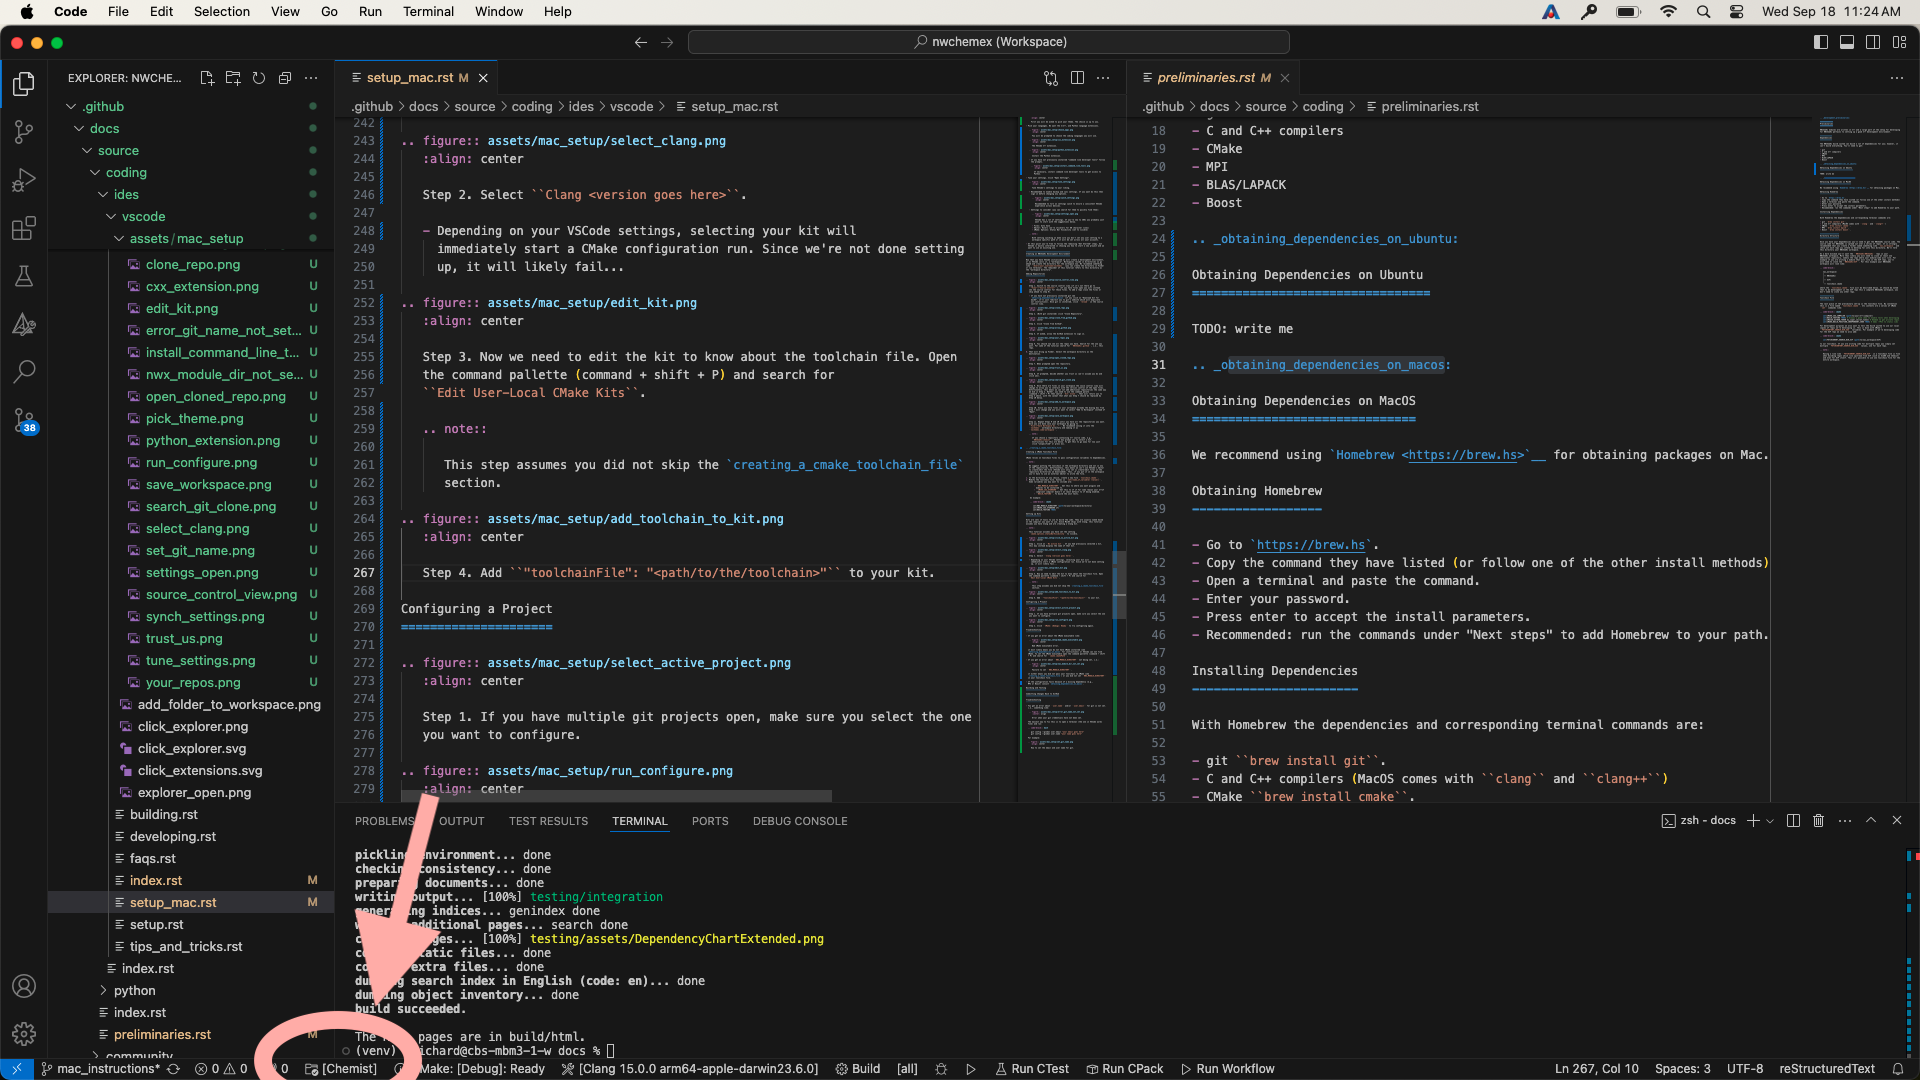 Code File Edit Selection View Go Run Terminal Window Help
Wed Sep 18 11:24 AM
nwchemex (Workspace)
EXPLORER: NWCHE...
.github
docs
source
coding
ides
vscode
assets/mac_setup
clone_repo.png U
cxx_extension.png U
edit_kit.png U
error_git_name_not_set... U
install_command_line_t... U
nwx_module_dir_not_se... U
open_cloned_repo.png U
pick_theme.png U
python_extension.png U
run_configure.png U
save_workspace.png U
search_git_clone.png U
select_clang.png U
set_git_name.png U
settings_open.png U
source_control_view.png U
synch_settings.png U
trust_us.png U
tune_settings.png U
your_repos.png U
add_folder_to_workspace.png
click_explorer.png
click_explorer.svg
click_extensions.svg
explorer_open.png
building.rst
developing.rst
faqs.rst
index.rst M
setup_mac.rst M
setup.rst
tips_and_tricks.rst
index.rst
python
index.rst
preliminaries.rst M
community
38
setup_mac.rst M
.github > docs > source > coding > ides > vscode > setup_mac.rst
242
243 .. figure:: assets/mac_setup/select_clang.png
244 :align: center
245
246 Step 2. Select ``Clang <version goes here>``.
247
248 - Depending on your VSCode settings, selecting your kit will
249 immediately start a CMake configuration run. Since we're not done setting
250 up, it will likely fail...
251
252 .. figure:: assets/mac_setup/edit_kit.png
253 :align: center
254
255 Step 3. Now we need to edit the kit to know about the toolchain file. Open
256 the command pallette (command + shift + P) and search for
257 ``Edit User-Local CMake Kits``.
258
259 .. note::
260
261 This step assumes you did not skip the `creating_a_cmake_toolchain_file`
262 section.
263
264 .. figure:: assets/mac_setup/add_toolchain_to_kit.png
265 :align: center
266
267 Step 4. Add ``"toolchainFile": "<path/to/the/toolchain>"`` to your kit.
268
269 Configuring a Project
270 =====================
271
272 .. figure:: assets/mac_setup/select_active_project.png
273 :align: center
274
275 Step 1. If you have multiple git projects open, make sure you select the one
276 you want to configure.
277
278 .. figure:: assets/mac_setup/run_configure.png
279 :align: center
preliminaries.rst M
.github > docs > source > coding > preliminaries.rst
18 - C and C++ compilers
19 - CMake
20 - MPI
21 - BLAS/LAPACK
22 - Boost
23
24 .. _obtaining_dependencies_on_ubuntu:
25
26 Obtaining Dependencies on Ubuntu
27 ================================
28
29 TODO: write me
30
31 .. _obtaining_dependencies_on_macos:
32
33 Obtaining Dependencies on MacOS
34 ===============================
35
36 We recommend using `Homebrew <https://brew.hs>`__ for obtaining packages on Mac.
37
38 Obtaining Homebrew
39 ------------------
40
41 - Go to `https://brew.hs`.
42 - Copy the command they have listed (or follow one of the other install methods)
43 - Open a terminal and paste the command.
44 - Enter your password.
45 - Press enter to accept the install parameters.
46 - Recommended: run the commands under "Next steps" to add Homebrew to your path.
47
48 Installing Dependencies
49 -----------------------
50
51 With Homebrew the dependencies and corresponding terminal commands are:
52
53 - git ``brew install git``.
54 - C and C++ compilers (MacOS comes with ``clang`` and ``clang++``)
55 - CMake ``brew install cmake``.
PROBLEMS OUTPUT TEST RESULTS TERMINAL PORTS DEBUG CONSOLE
zsh - docs
pickling environment... done
checking consistency... done
preparing documents... done
writing output... [100%] testing/integration
generating indices... genindex done
additional pages... search done
[100%] testing/assets/DependencyChartExtended.png
static files... done
extra files... done
dumping search index in English (code: en)... done
dumping object inventory... done
build succeeded.
The pages are in build/html.
(venv) richard@cbs-mbm3-1-w docs %
mac_instructions* 0 0 0 [Chemist] Make: [Debug]: Ready [Clang 15.0.0 arm64-apple-darwin23.6.0] Build [all] Run CTest Run CPack Run Workflow Ln 267, Col 10 Spaces: 3 UTF-8 reStructuredText